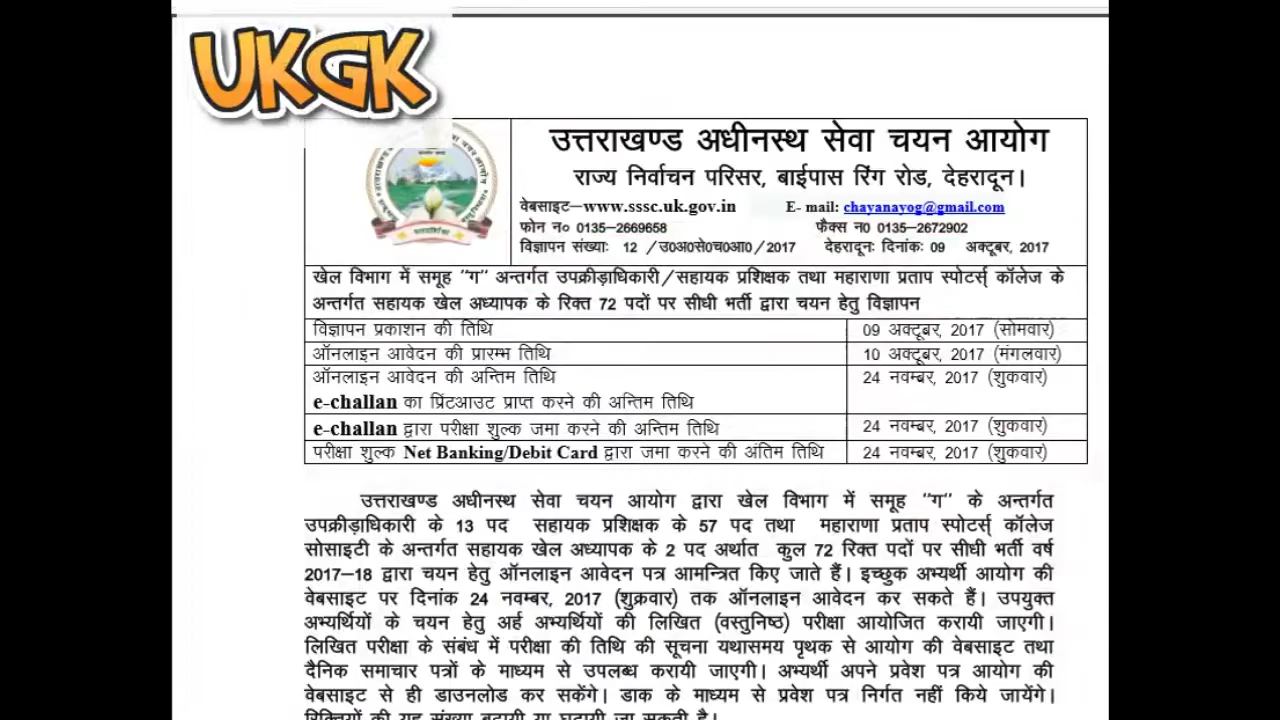 UKGK
उत्तराखण्ड अधीनस्थ सेवा चयन आयोग
राज्य निर्वाचन परिसर, बाईपास रिंग रोड, देहरादून।
वेबसाइट–www.sssc.uk.gov.in E- mail: chayanayog@gmail.com
फोन न० 0135-2669658 फैक्स न0 0135-2672902
विज्ञापन संख्याः 12 /उ0अ0से0च0आ0/2017 देहरादूनः दिनांकः 09 अक्टूबर, 2017
खेल विभाग में समूह "ग" अन्तर्गत उपक्रीड़ाधिकारी/सहायक प्रशिक्षक तथा महाराणा प्रताप स्पोटर्स् कॉलेज के
अन्तर्गत सहायक खेल अध्यापक के रिक्त 72 पदों पर सीधी भर्ती द्वारा चयन हेतु विज्ञापन
विज्ञापन प्रकाशन की तिथि 09 अक्टूबर, 2017 (सोमवार)
ऑनलाइन आवेदन की प्रारम्भ तिथि 10 अक्टूबर, 2017 (मंगलवार)
ऑनलाइन आवेदन की अन्तिम तिथि 24 नवम्बर, 2017 (शुकवार)
e-challan का प्रिंटआउट प्राप्त करने की अन्तिम तिथि
e-challan द्वारा परीक्षा शुल्क जमा करने की अन्तिम तिथि 24 नवम्बर, 2017 (शुकवार)
परीक्षा शुल्क Net Banking/Debit Card द्वारा जमा करने की अंतिम तिथि 24 नवम्बर, 2017 (शुकवार)
उत्तराखण्ड अधीनस्थ सेवा चयन आयोग द्वारा खेल विभाग में समूह "ग" के अन्तर्गत
उपक्रीड़ाधिकारी के 13 पद सहायक प्रशिक्षक के 57 पद तथा महाराणा प्रताप स्पोटर्स् कॉलेज
सोसाइटी के अन्तर्गत सहायक खेल अध्यापक के 2 पद अर्थात कुल 72 रिक्त पदों पर सीधी भर्ती वर्ष
2017–18 द्वारा चयन हेतु ऑनलाइन आवेदन पत्र आमन्त्रित किए जाते हैं। इच्छुक अभ्यर्थी आयोग की
वेबसाइट पर दिनांक 24 नवम्बर, 2017 (शुक्रवार) तक ऑनलाइन आवेदन कर सकते हैं। उपयुक्त
अभ्यर्थियों के चयन हेतु अर्ह अभ्यर्थियों की लिखित (वस्तुनिष्ठ) परीक्षा आयोजित करायी जाएगी।
लिखित परीक्षा के संबंध में परीक्षा की तिथि की सूचना यथासमय पृथक से आयोग की वेबसाइट तथा
दैनिक समाचार पत्रों के माध्यम से उपलब्ध करायी जाएगी। अभ्यर्थी अपने प्रवेश पत्र आयोग की
वेबसाइट से ही डाउनलोड कर सकेंगे। डाक के माध्यम से प्रवेश पत्र निर्गत नहीं किये जायेंगे।
रिक्तियों की यह संख्या बढायी या घटायी जा सकती है।